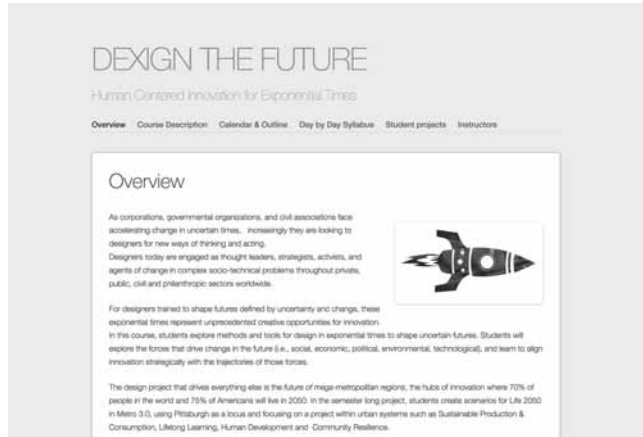 DEXIGN THE FUTURE
Human Centered Innovation for Exponential Times
Overview Course Description Calendar & Outline Day by Day Syllabus Student projects Instructors
Overview
As corporations, governmental organizations, and civil associations face
accelerating change in uncertain times, increasingly they are looking to
designers for new ways of thinking and acting.
Designers today are engaged as thought leaders, strategists, activists, and
agents of change in complex socio-technical problems throughout private,
public, civil and philanthropic sectors worldwide.
For designers trained to shape futures defined by uncertainty and change, these
exponential times represent unprecedented creative opportunities for innovation.
In this course, students explore methods and tools for design in exponential times to shape uncertain futures. Students will
explore the forces that drive change in the future (i.e., social, economic, political, environmental, technological), and learn to align
innovation strategically with the trajectories of those forces.
The design project that drives everything else is the future of mega-metropolitan regions, the hubs of innovation where 70% of
people in the world and 75% of Americans will live in 2050. In the semester long project, students create scenarios for Life 2050
in Metro 3.0, using Pittsburgh as a locus and focusing on a project within urban systems such as Sustainable Production &
Consumption, Lifelong Learning, Human Development and Community Resilience.